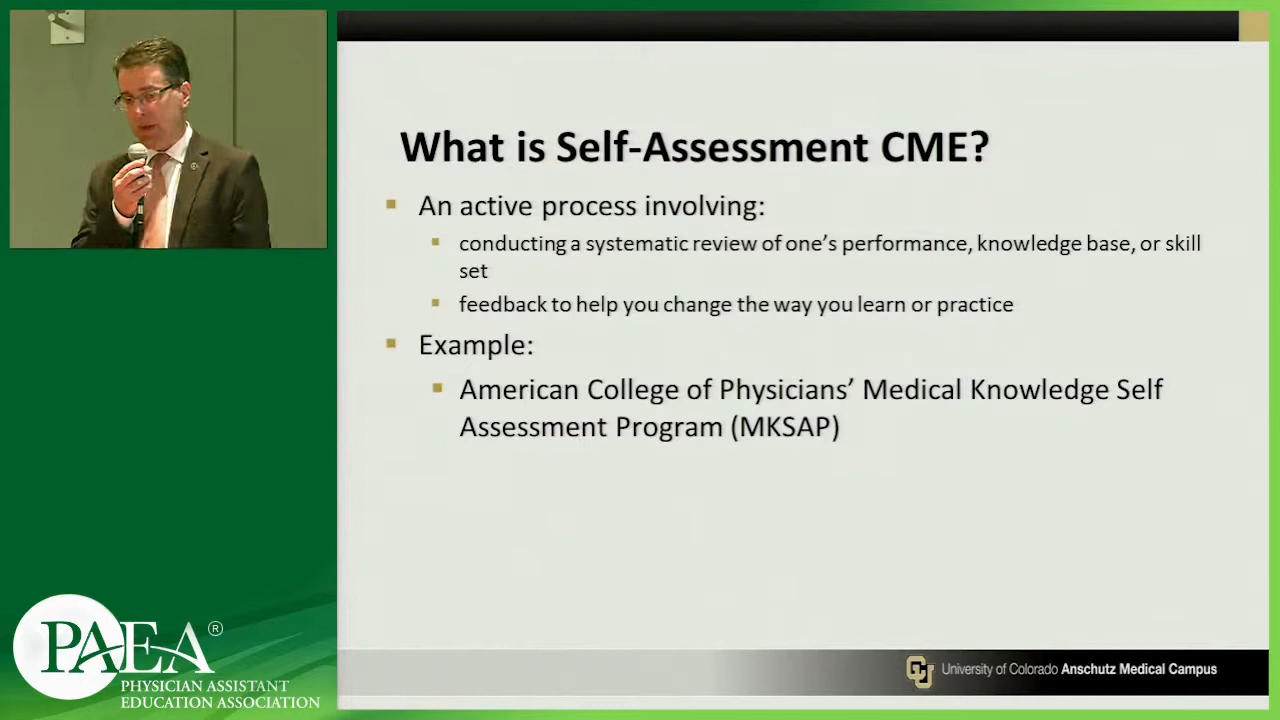 What is Self-Assessment CME?
An active process involving:
conducting a systematic review of one's performance, knowledge base, or skill
set
feedback to help you change the way you learn or practice
Example:
American College of Physicians' Medical Knowledge Self
Assessment Program (MKSAP)
PAEA®
PHYSICIAN ASSISTANT
EDUCATION ASSOCIATION
CU University of Colorado Anschutz Medical Campus